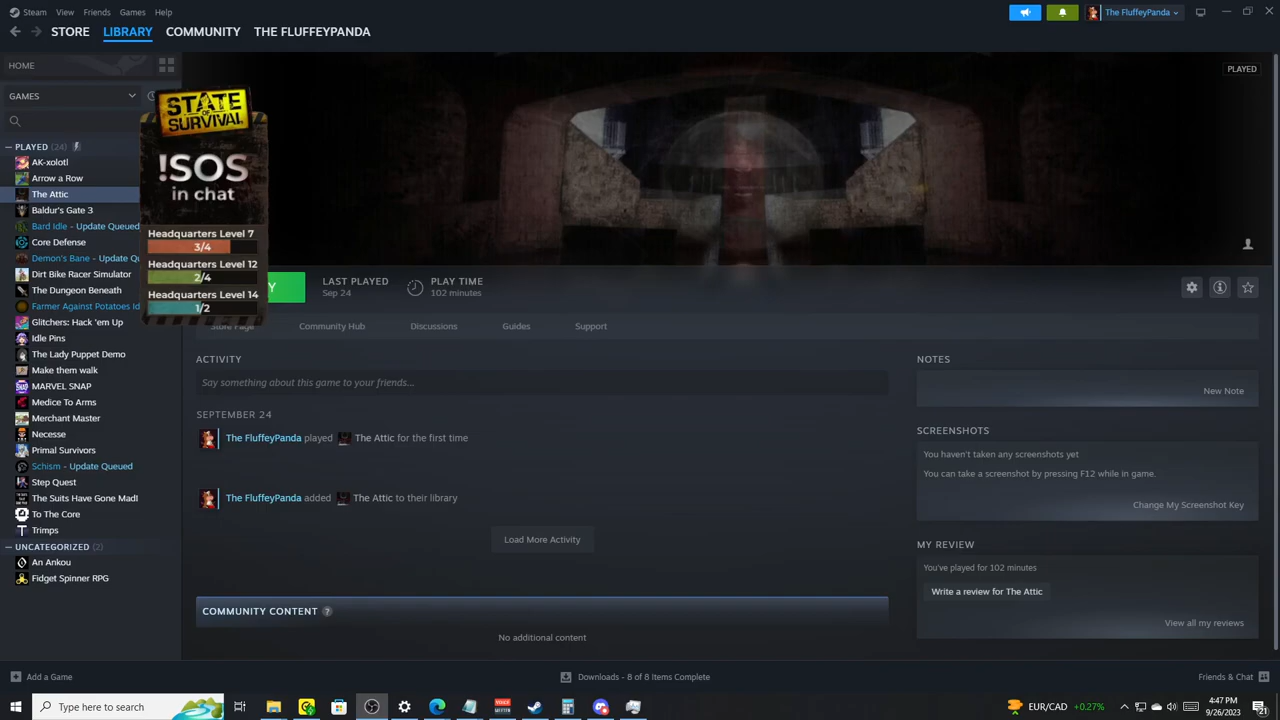 Steam View Friends Games Help
The FluffeyPanda
STORE LIBRARY COMMUNITY THE FLUFFEYPANDA
HOME
PLAYED
GAMES
STATE
OF
SURVIVAL
!SOS
in chat
Headquarters Level 7
3/4
Headquarters Level 12
2/4
Headquarters Level 14
1/2
PLAYED (24)
AK-xolotl
Arrow a Row
The Attic
Baldur's Gate 3
Bard Idle - Update Queued
Core Defense
Demon's Bane - Update Qu
Dirt Bike Racer Simulator
The Dungeon Beneath
Farmer Against Potatoes Id
Glitchers: Hack 'em Up
Idle Pins
The Lady Puppet Demo
Make them walk
MARVEL SNAP
Medice To Arms
Merchant Master
Necesse
Primal Survivors
Schism - Update Queued
Step Quest
The Suits Have Gone Mad!
To The Core
Trimps
UNCATEGORIZED (2)
An Ankou
Fidget Spinner RPG
Y
LAST PLAYED
Sep 24
PLAY TIME
102 minutes
Store Page Community Hub Discussions Guides Support
ACTIVITY
Say something about this game to your friends...
SEPTEMBER 24
The FluffeyPanda played The Attic for the first time
The FluffeyPanda added The Attic to their library
Load More Activity
COMMUNITY CONTENT ?
No additional content
NOTES
New Note
SCREENSHOTS
You haven't taken any screenshots yet
You can take a screenshot by pressing F12 while in game.
Change My Screenshot Key
MY REVIEW
You've played for 102 minutes
Write a review for The Attic
View all my reviews
Add a Game
Downloads - 8 of 8 Items Complete
Friends & Chat
Type here to search
EUR/CAD +0.27%
4:47 PM
9/26/2023